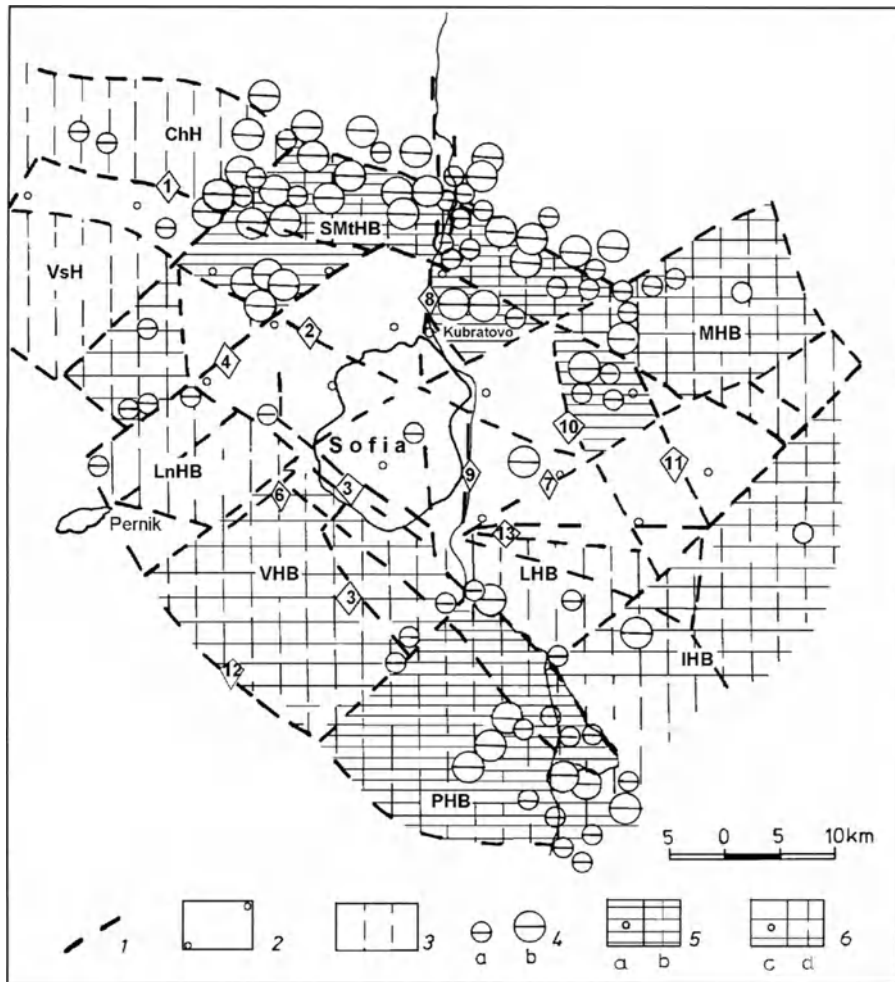 ChH
1
SMtHB
VsH
8
MHB
2
Kubratovo
4
10
Sofia
11
LnHB
9
7
6
3
Pernik
13
VHB
LHB
3
IHB
12
PHB
5 0 5 10km
1 2 3 4 5 6
a b a b c d